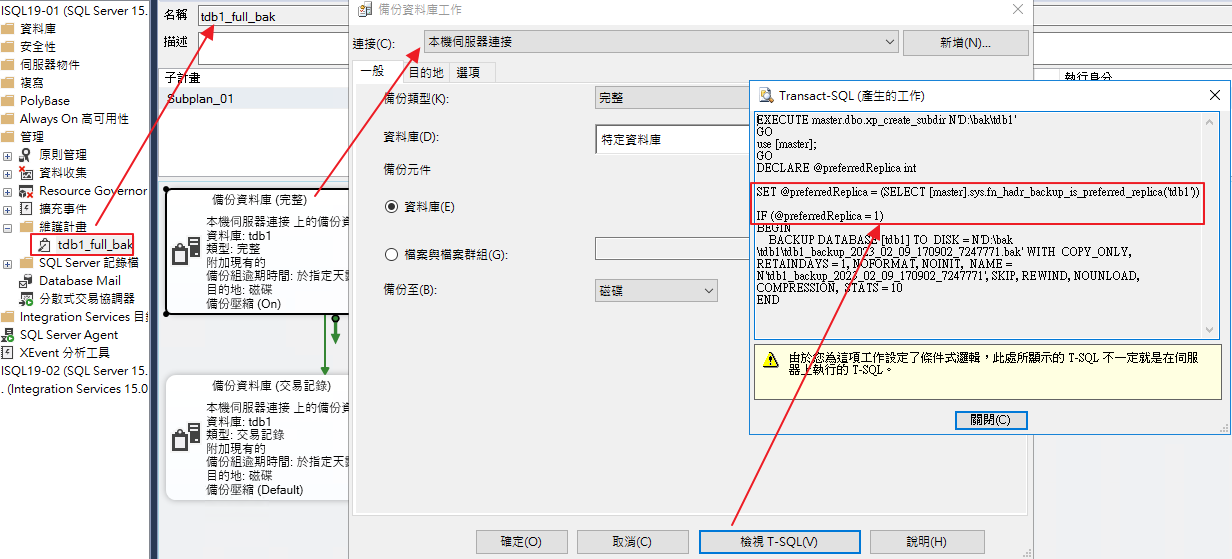 ISQL19-01 (SQL Server 15.
資料庫
安全性
伺服器物件
複寫
PolyBase
Always On 高可用性
管理
原則管理
資料收集
Resource Governor
擴充事件
維護計畫
tdb1_full_bak
SQL Server 記錄檔
Database Mail
分散式交易協調器
Integration Services 目錄
SQL Server Agent
XEvent 分析工具
ISQL19-02 (SQL Server 15.
. (Integration Services 15.0
名稱
tdb1_full_bak
描述
子計畫
執行身分
Subplan_01
備份資料庫 (完整)
本機伺服器連接 上的備份資
資料庫: tdb1
類型: 完整
附加現有的
備份組逾期時間: 於指定天數
目的地: 磁碟
備份壓縮 (On)
備份資料庫 (交易記錄)
本機伺服器連接 上的備份資
資料庫: tdb1
類型: 交易記錄
附加現有的
備份組逾期時間: 於指定天數
目的地: 磁碟
備份壓縮 (Default)
備份資料庫工作
連接(C):
本機伺服器連接
新增(N)...
一般
目的地
選項
備份類型(K):
完整
資料庫(D):
特定資料庫
備份元件
資料庫(E)
檔案與檔案群組(G):
備份至(B):
磁碟
確定(O)
取消(C)
檢視 T-SQL(V)
說明(H)
Transact-SQL (產生的工作)
EXECUTE master.dbo.xp_create_subdir N'D:\bak\tdb1'
GO
use [master];
GO
DECLARE @preferredReplica int
SET @preferredReplica = (SELECT [master].sys.fn_hadr_backup_is_preferred_replica('tdb1'))
IF (@preferredReplica = 1)
BEGIN
BACKUP DATABASE [tdb1] TO DISK = N'D:\bak
\tdb1\tdb1_backup_2023_02_09_170902_7247771.bak' WITH COPY_ONLY,
RETAINDAYS = 1, NOFORMAT, NOINIT, NAME =
N'tdb1_backup_2023_02_09_170902_7247771', SKIP, REWIND, NOUNLOAD,
COMPRESSION, STATS = 10
END
由於您為這項工作設定了條件式邏輯，此處所顯示的 T-SQL 不一定就是在伺服
器上執行的 T-SQL。
關閉(C)